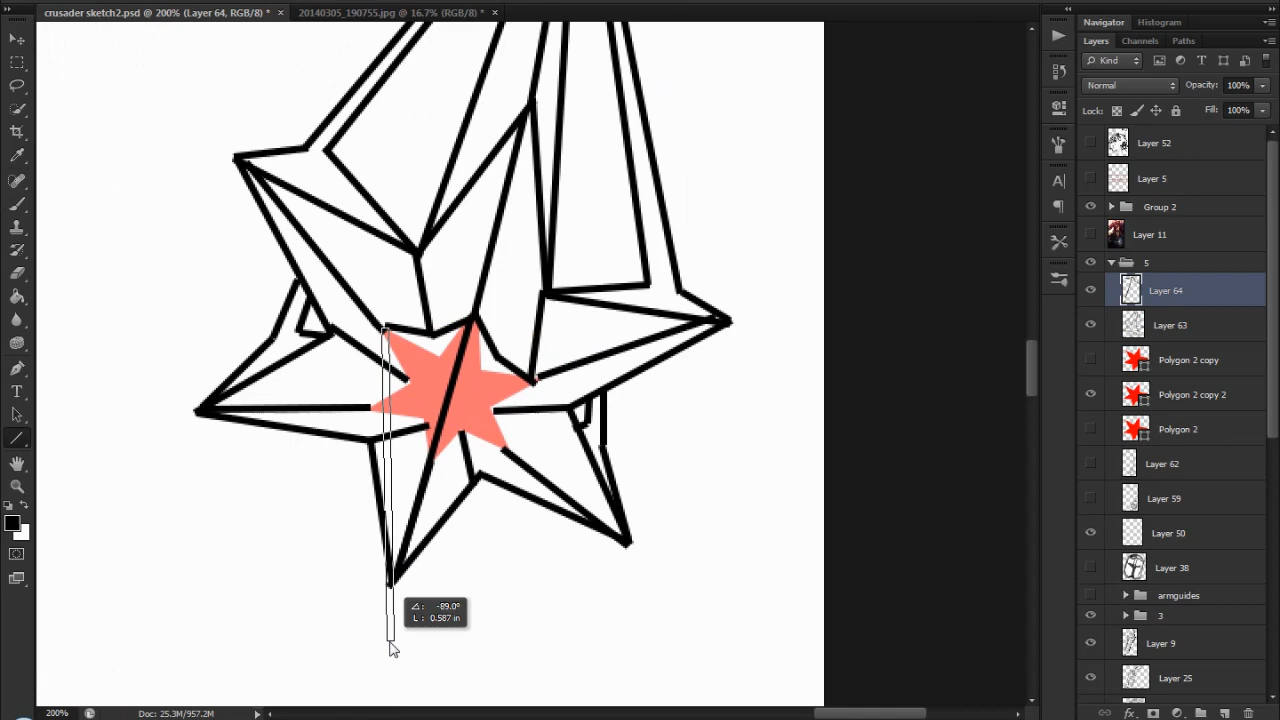 crusader sketch2.psd @ 200% (Layer 64, RGB/8) * ×
20140305_190755.jpg @ 16.7% (RGB/8) * ×
Navigator Histogram
Layers Channels Paths
Kind
Normal Opacity: 100%
Lock: Fill: 100%
Layer 52
Layer 5
Group 2
Layer 11
5
Layer 64
Layer 63
Polygon 2 copy
Polygon 2 copy 2
Polygon 2
Layer 62
Layer 59
Layer 50
Layer 38
armguides
3
Layer 9
Layer 25
: -89.0°
L : 0.587 in
200% Doc: 25.3M/957.2M